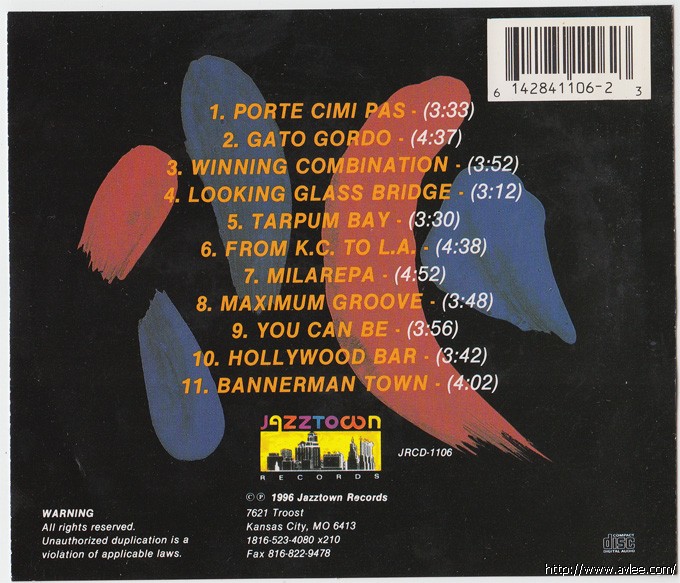 6 142841106-2 3
1. PORTE CIMI PAS - (3:33)
2. GATO GORDO - (4:37)
3. WINNING COMBINATION - (3:52)
4. LOOKING GLASS BRIDGE - (3:12)
5. TARPUM BAY - (3:30)
6. FROM K.C. TO L.A. - (4:38)
7. MILAREPA - (4:52)
8. MAXIMUM GROOVE - (3:48)
9. YOU CAN BE - (3:56)
10. HOLLYWOOD BAR - (3:42)
11. BANNERMAN TOWN - (4:02)
JAZZTOWN
RECORDS
JRCD-1106
© ℗ 1996 Jazztown Records
7621 Troost
Kansas City, MO 6413
1816-523-4080 x210
Fax 816-822-9478
WARNING
All rights reserved.
Unauthorized duplication is a
violation of applicable laws.
COMPACT
disc
DIGITAL AUDIO
http://www.avlee.com/